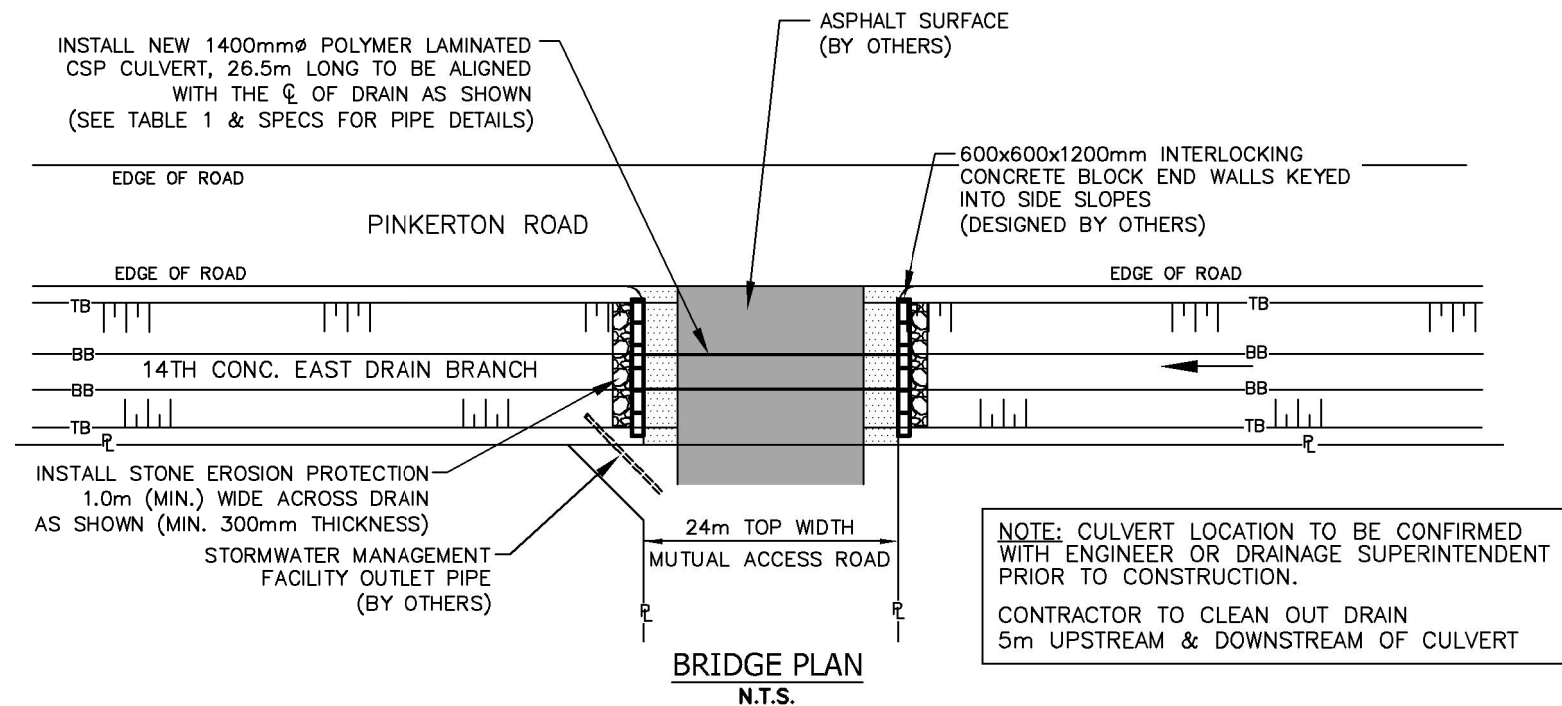 INSTALL NEW 1400mmø POLYMER LAMINATED
CSP CULVERT, 26.5m LONG TO BE ALIGNED
WITH THE ℄ OF DRAIN AS SHOWN
(SEE TABLE 1 & SPECS FOR PIPE DETAILS)
ASPHALT SURFACE
(BY OTHERS)
600x600x1200mm INTERLOCKING
CONCRETE BLOCK END WALLS KEYED
INTO SIDE SLOPES
(DESIGNED BY OTHERS)
EDGE OF ROAD
PINKERTON ROAD
EDGE OF ROAD
EDGE OF ROAD
TB
TB
BB
BB
14TH CONC. EAST DRAIN BRANCH
BB
BB
TB
TB
PL
PL
INSTALL STONE EROSION PROTECTION
1.0m (MIN.) WIDE ACROSS DRAIN
AS SHOWN (MIN. 300mm THICKNESS)
STORMWATER MANAGEMENT
FACILITY OUTLET PIPE
(BY OTHERS)
24m TOP WIDTH
MUTUAL ACCESS ROAD
PL
PL
NOTE: CULVERT LOCATION TO BE CONFIRMED
WITH ENGINEER OR DRAINAGE SUPERINTENDENT
PRIOR TO CONSTRUCTION.
CONTRACTOR TO CLEAN OUT DRAIN
5m UPSTREAM & DOWNSTREAM OF CULVERT
BRIDGE PLAN
N.T.S.